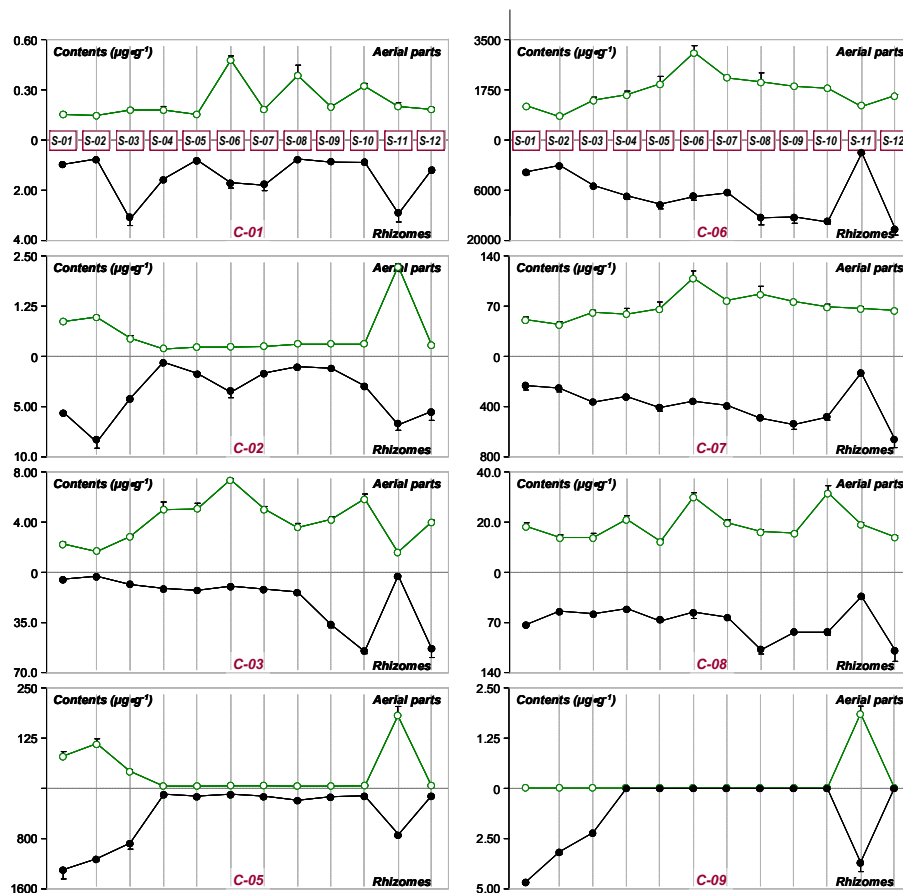 0.60
Contents (µg•g-1)
Aerial parts
0.30
0
S-01 S-02 S-03 S-04 S-05 S-06 S-07 S-08 S-09 S-10 S-11 S-12
2.00
4.00
C-01
Rhizomes
3500
Contents (µg•g-1)
Aerial parts
1750
0
S-01 S-02 S-03 S-04 S-05 S-06 S-07 S-08 S-09 S-10 S-11 S-12
6000
20000
C-06
Rhizomes
2.50
Contents (µg•g-1)
Aerial parts
1.25
0
5.00
10.0
C-02
Rhizomes
140
Contents (µg•g-1)
Aerial parts
70
0
400
800
C-07
Rhizomes
8.00
Contents (µg•g-1)
Aerial parts
4.00
0
35.0
70.0
C-03
Rhizomes
40.0
Contents (µg•g-1)
Aerial parts
20.0
0
70
140
C-08
Rhizomes
250
Contents (µg•g-1)
Aerial parts
125
800
1600
C-05
Rhizomes
2.50
Contents (µg•g-1)
Aerial parts
1.25
0
2.50
5.00
C-09
Rhizomes